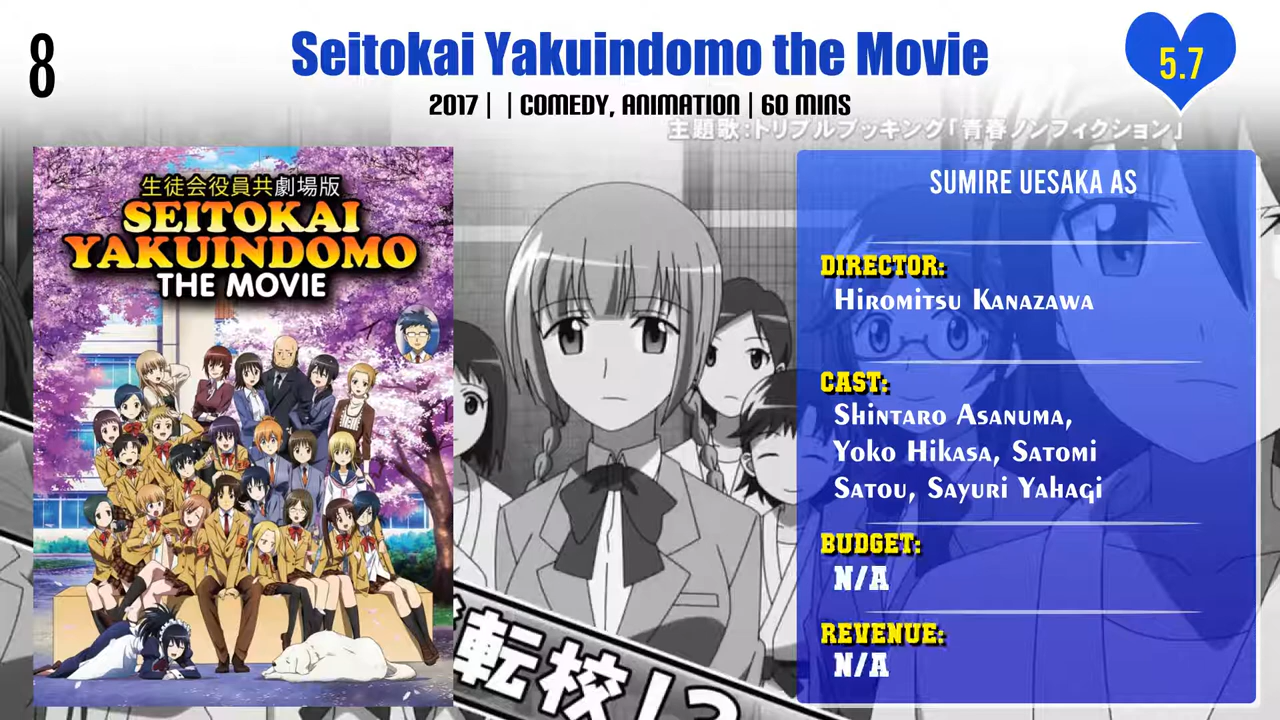 8
Seitokai Yakuindomo the Movie
5.7
2017 | | COMEDY, ANIMATION | 60 MINS
主題歌:トリプルブッキング「青春ノンフィクション」
生徒会役員共劇場版
SEITOKAI
YAKUINDOMO
THE MOVIE
SUMIRE UESAKA AS
DIRECTOR:
HIROMITSU KANAZAWA
CAST:
SHINTARO ASANUMA,
YOKO HIKASA, SATOMI
SATOU, SAYURI YAHAGI
BUDGET:
N/A
REVENUE:
N/A
転校!?